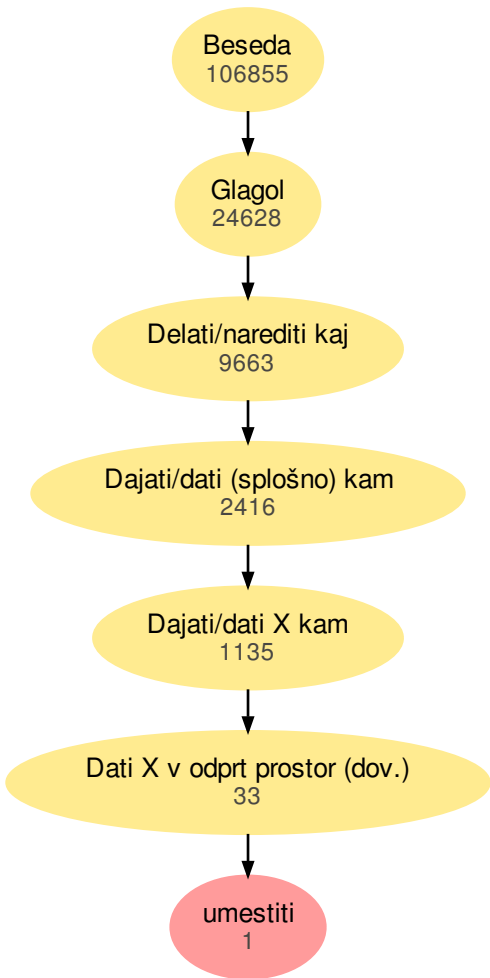 Beseda
106855
Glagol
24628
Delati/narediti kaj
9663
Dajati/dati (splošno) kam
2416
Dajati/dati X kam
1135
Dati X v odprt prostor (dov.)
33
umestiti
1